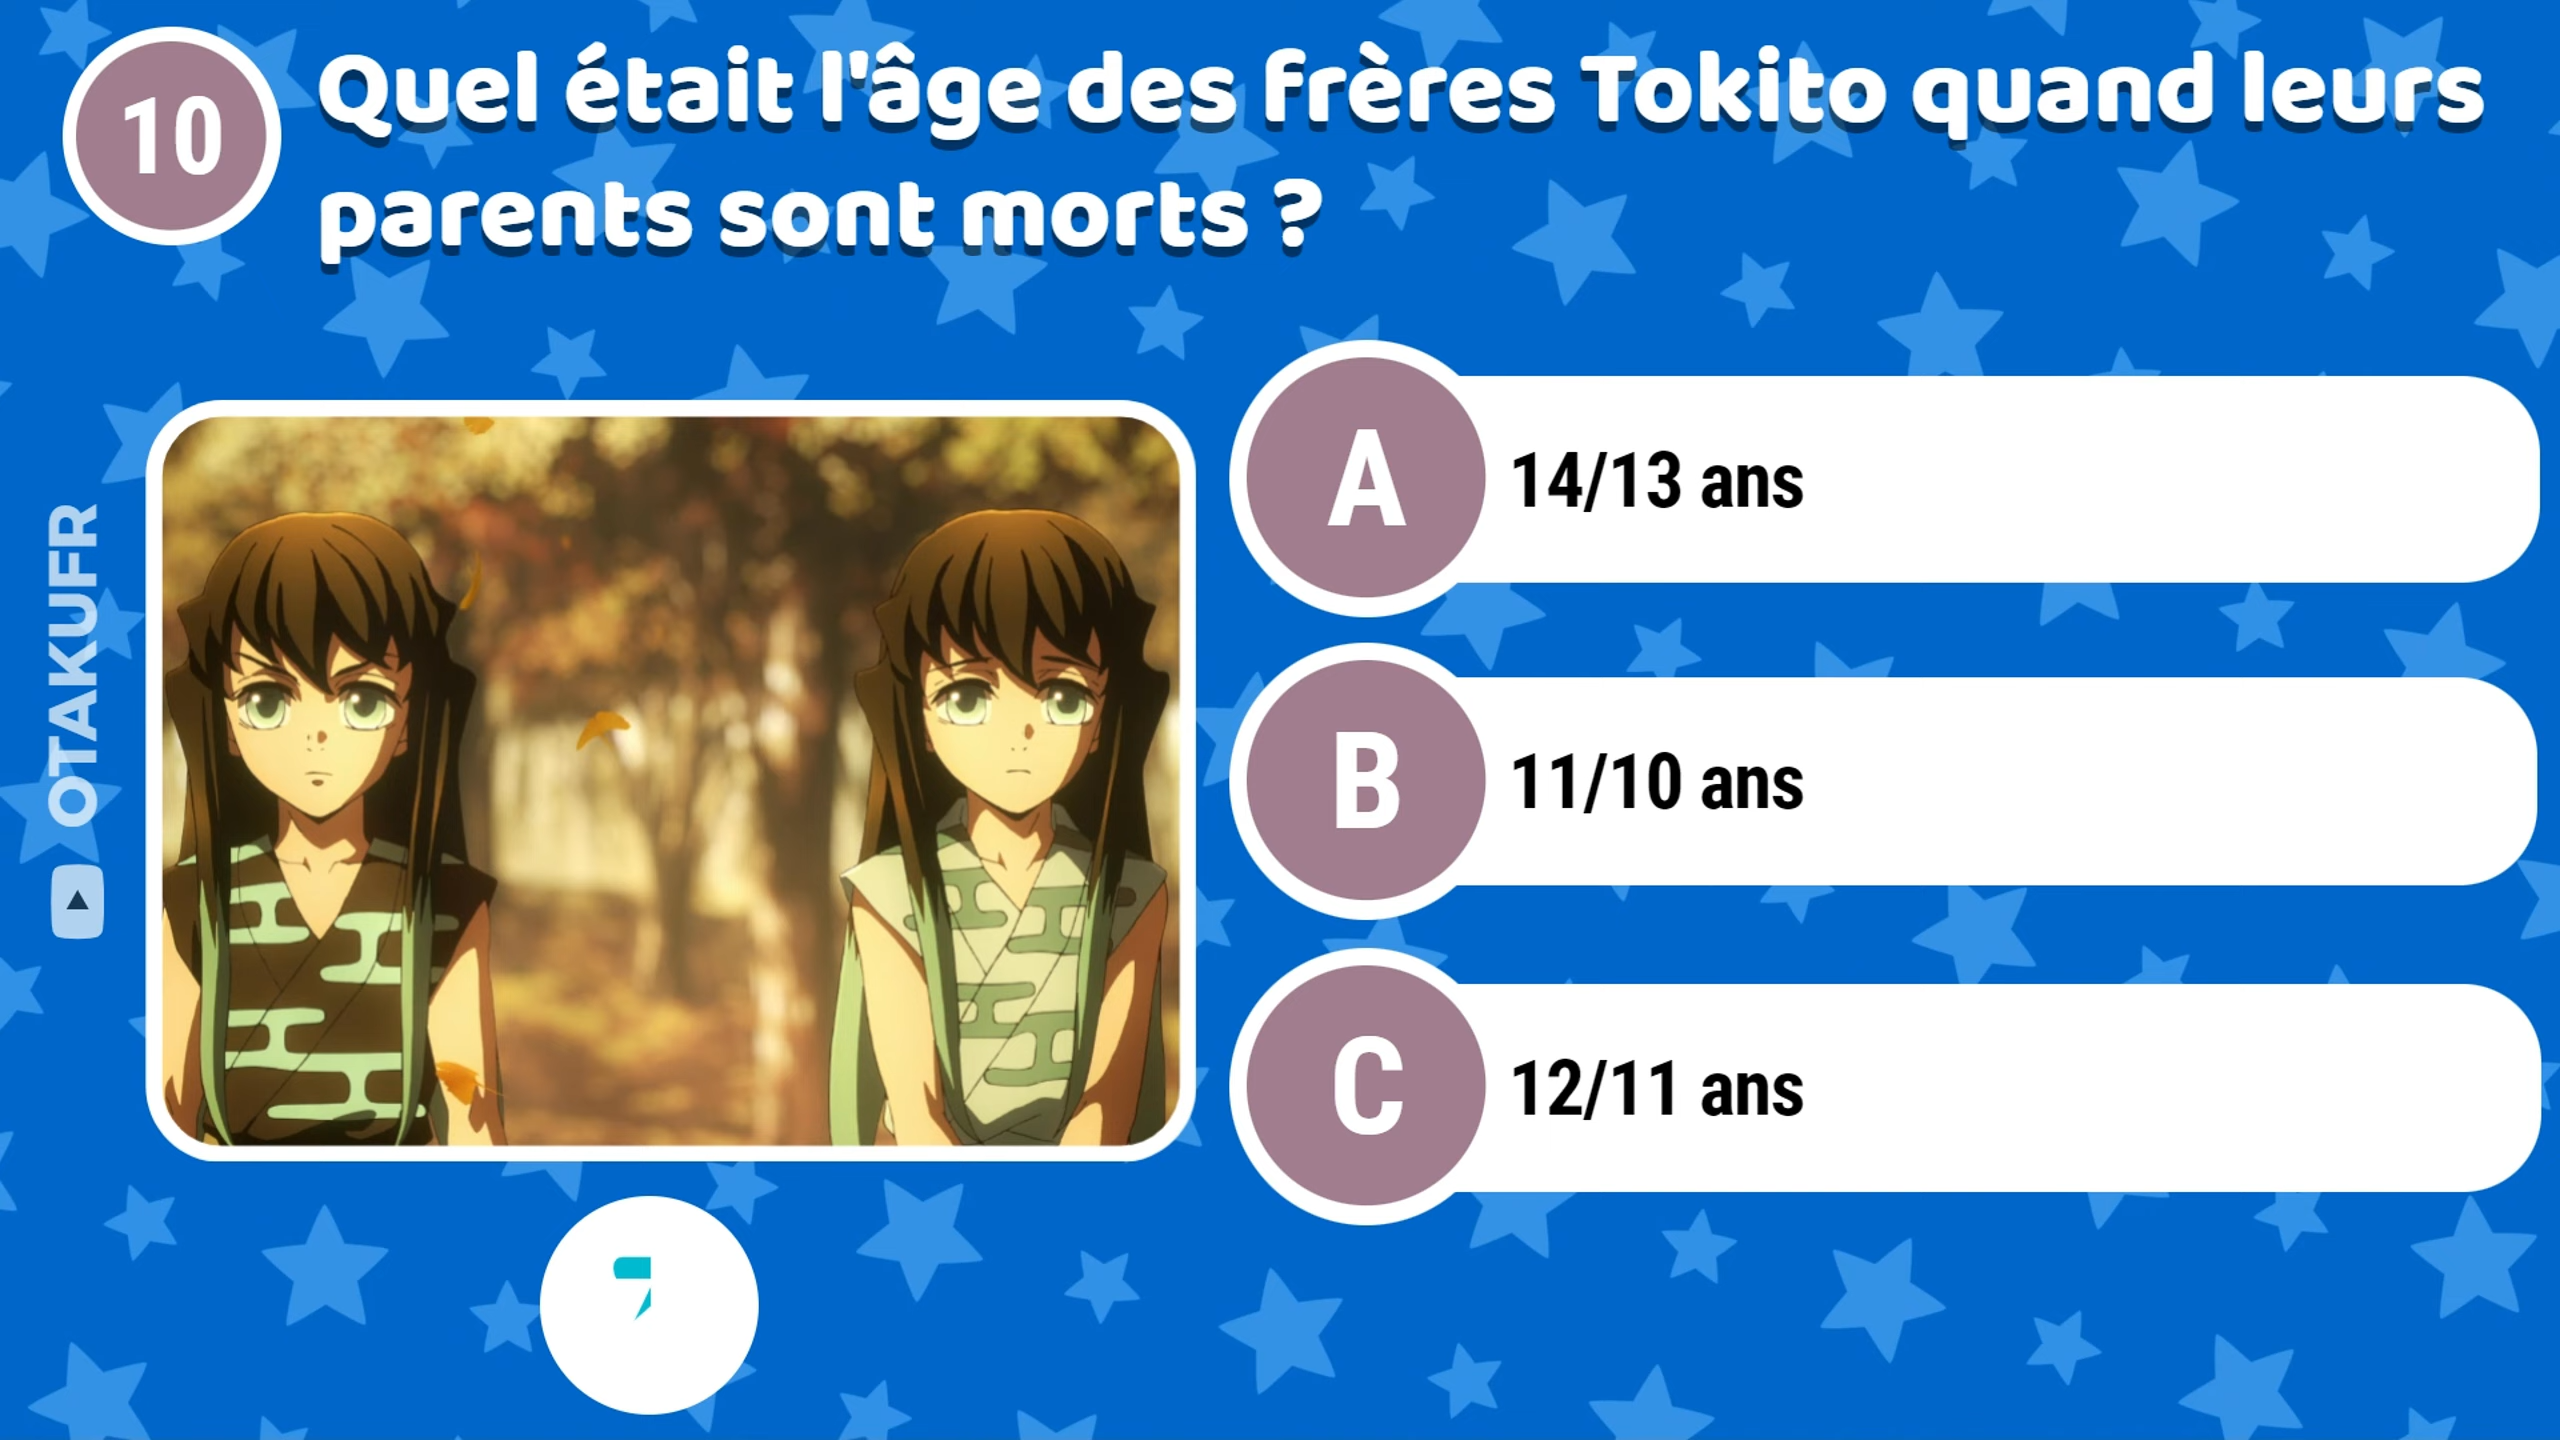 10
Quel était l'âge des frères Tokito quand leurs
parents sont morts ?
A
14/13 ans
B
11/10 ans
C
12/11 ans
OTAKUFR